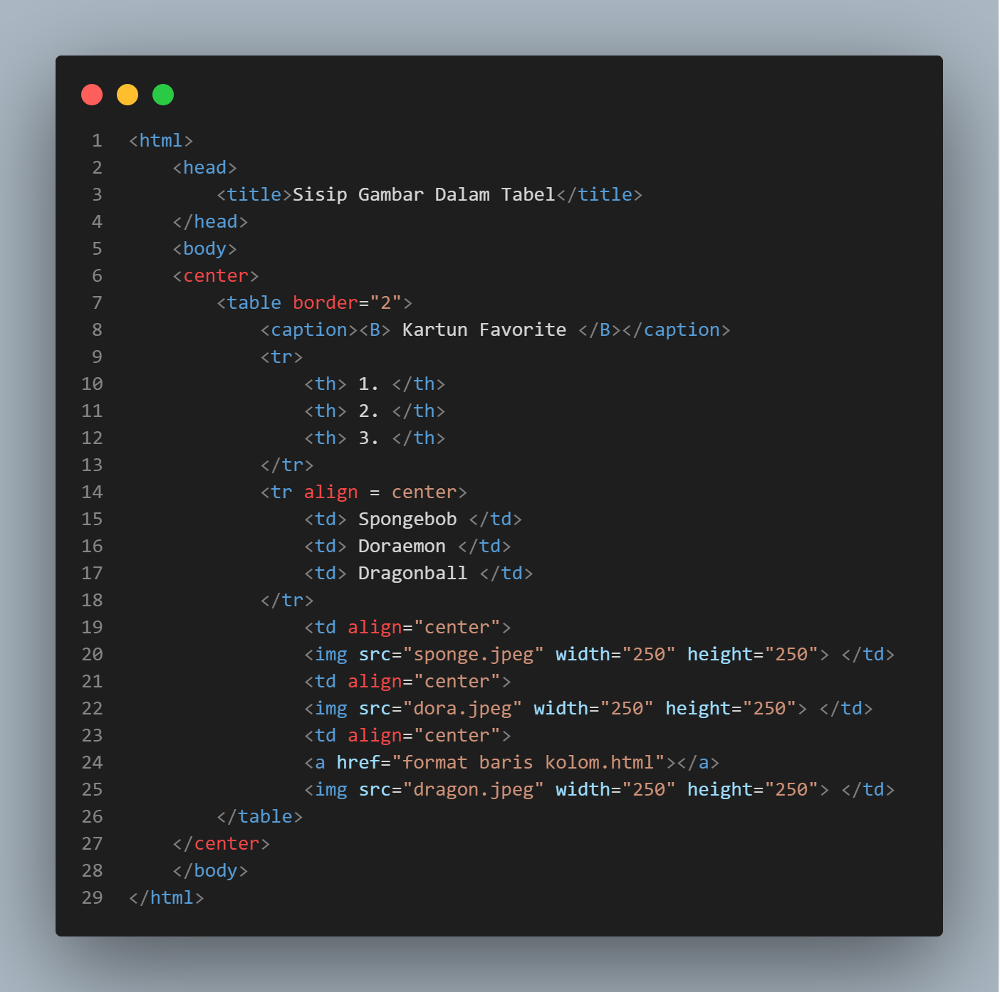 1 <html>
2     <head>
3         <title>Sisip Gambar Dalam Tabel</title>
4     </head>
5     <body>
6     <center>
7         <table border="2">
8             <caption><B> Kartun Favorite </B></caption>
9             <tr>
10                 <th> 1. </th>
11                 <th> 2. </th>
12                 <th> 3. </th>
13             </tr>
14             <tr align = center>
15                 <td> Spongebob </td>
16                 <td> Doraemon </td>
17                 <td> Dragonball </td>
18             </tr>
19                 <td align="center">
20                 <img src="sponge.jpeg" width="250" height="250"> </td>
21                 <td align="center">
22                 <img src="dora.jpeg" width="250" height="250"> </td>
23                 <td align="center">
24                 <a href="format baris kolom.html"></a>
25                 <img src="dragon.jpeg" width="250" height="250"> </td>
26         </table>
27     </center>
28     </body>
29 </html>